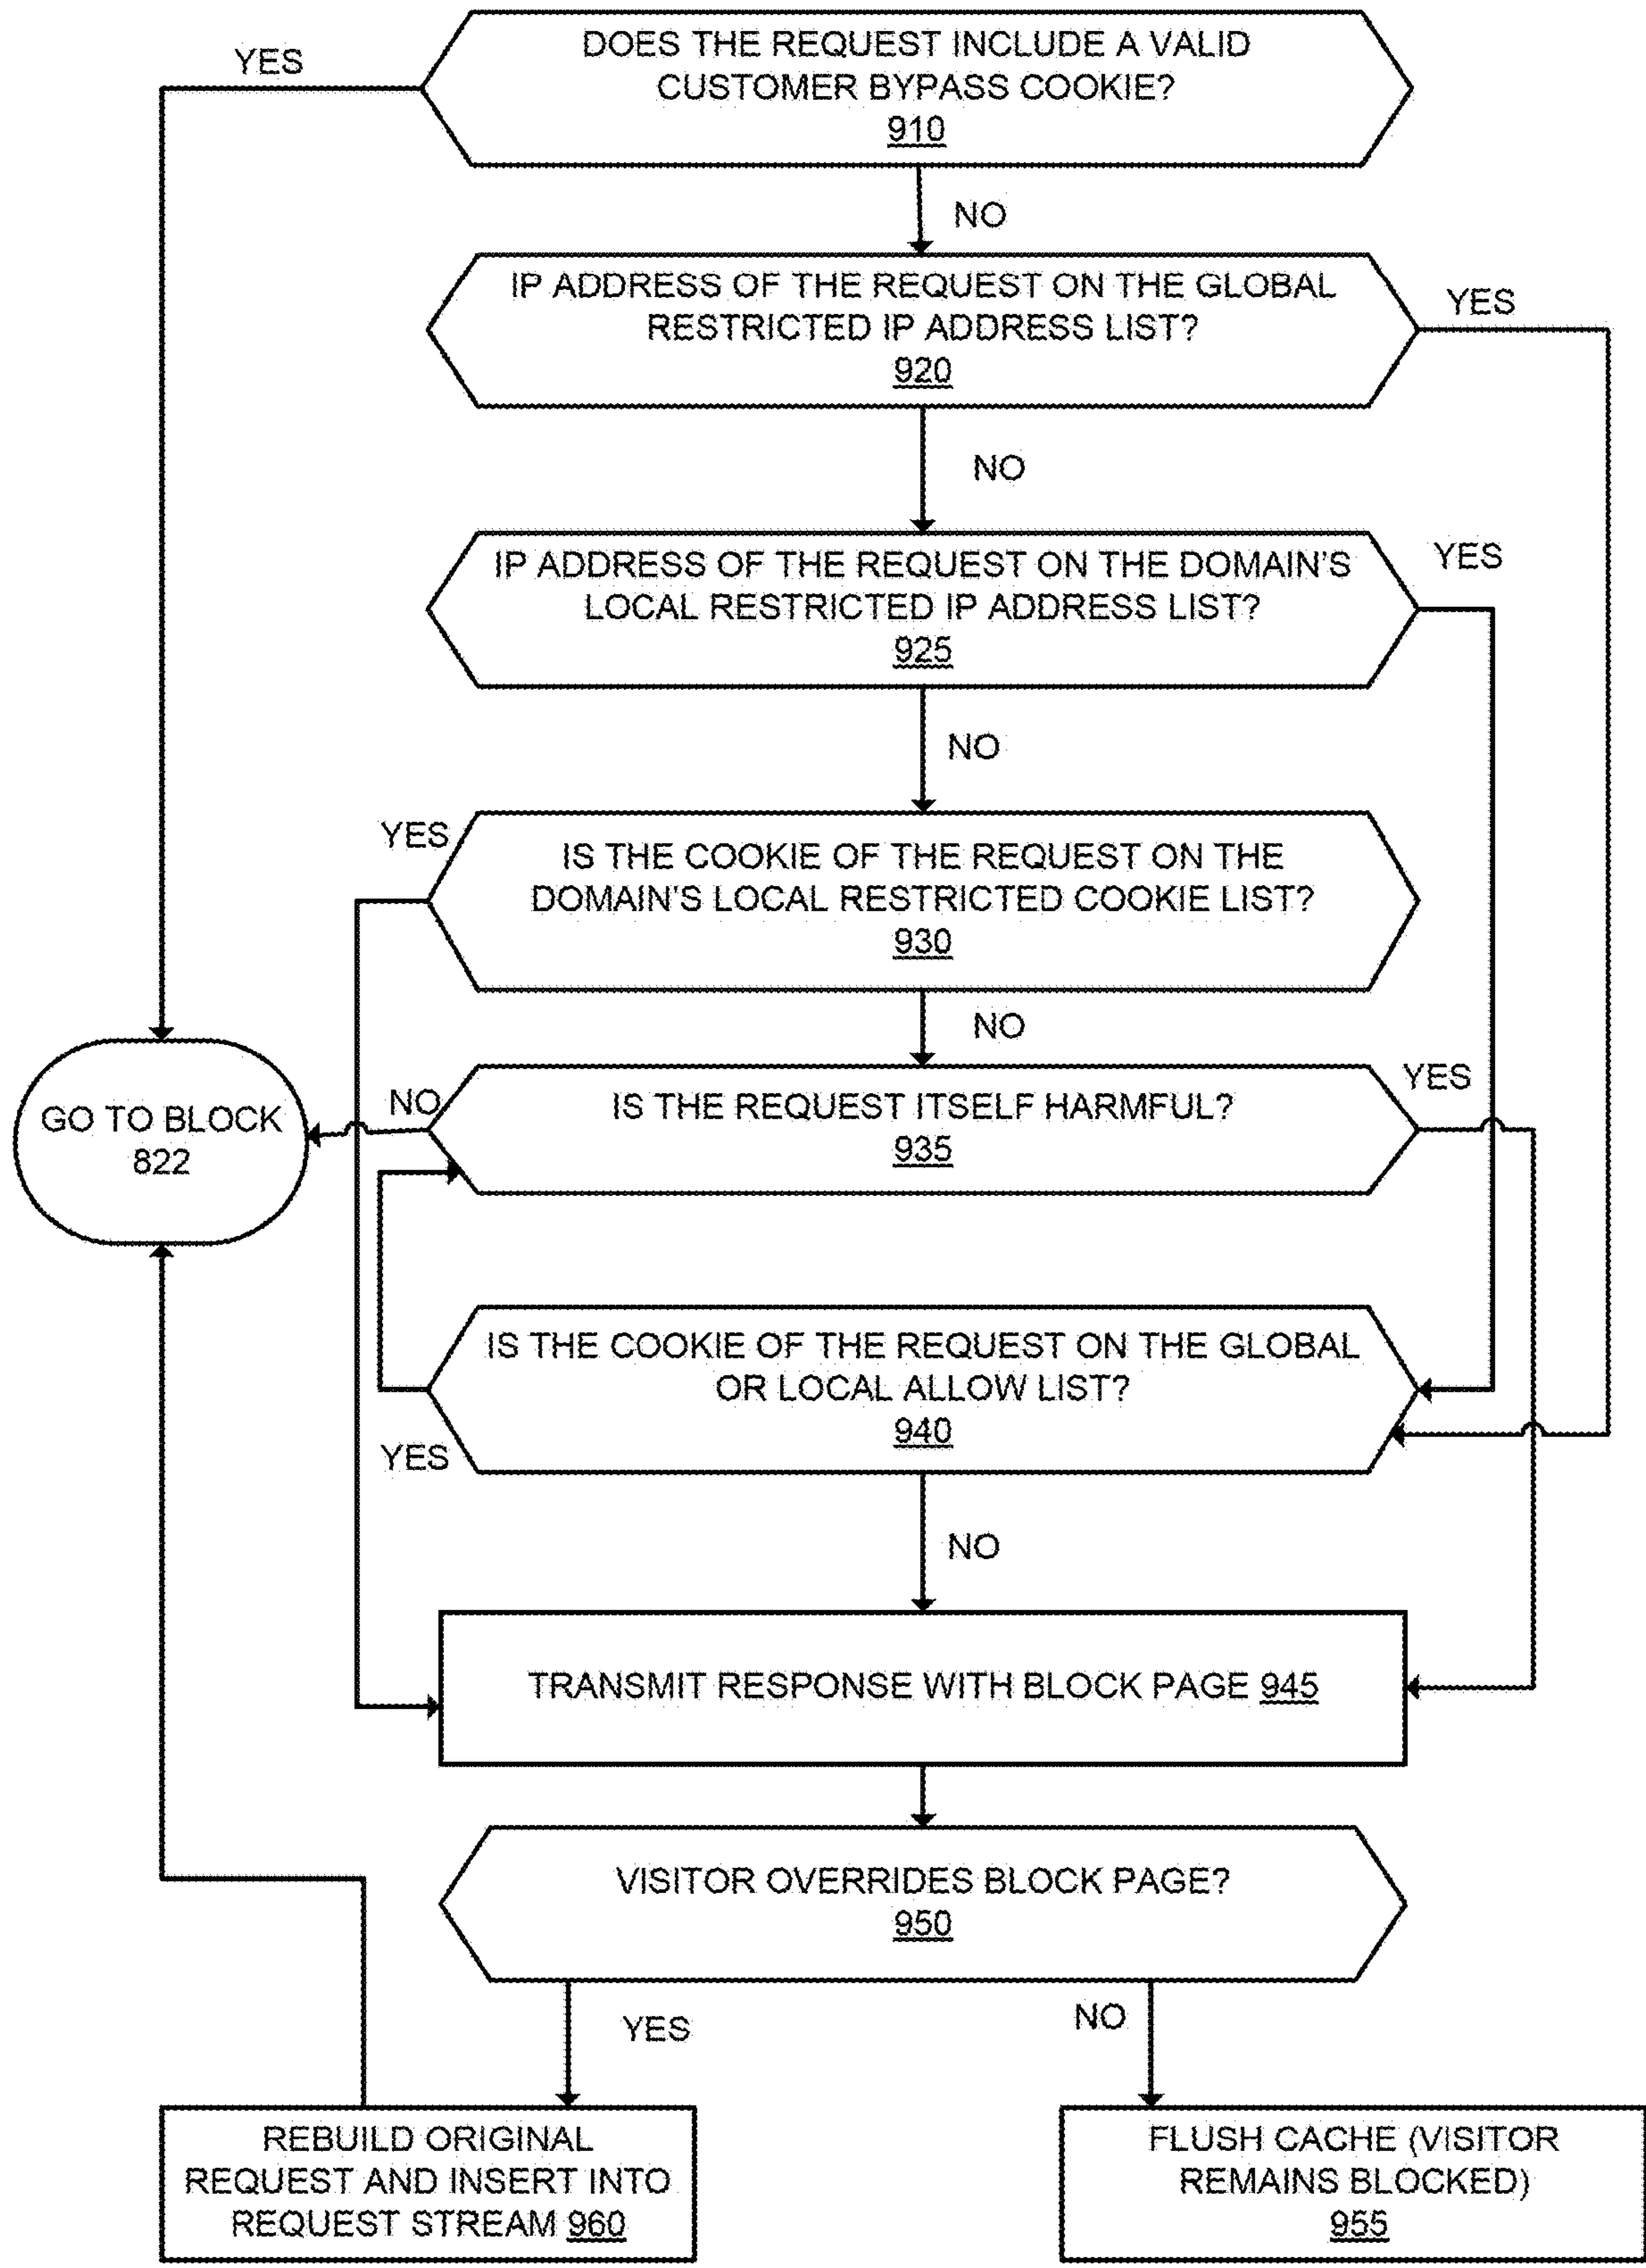 DOES THE REQUEST INCLUDE A VALID
CUSTOMER BYPASS COOKIE?
910
YES
NO
IP ADDRESS OF THE REQUEST ON THE GLOBAL
RESTRICTED IP ADDRESS LIST?
920
YES
NO
IP ADDRESS OF THE REQUEST ON THE DOMAIN'S
LOCAL RESTRICTED IP ADDRESS LIST?
925
YES
NO
YES
IS THE COOKIE OF THE REQUEST ON THE
DOMAIN'S LOCAL RESTRICTED COOKIE LIST?
930
NO
GO TO BLOCK
822
NO
IS THE REQUEST ITSELF HARMFUL?
935
YES
IS THE COOKIE OF THE REQUEST ON THE GLOBAL
OR LOCAL ALLOW LIST?
940
YES
NO
TRANSMIT RESPONSE WITH BLOCK PAGE 945
VISITOR OVERRIDES BLOCK PAGE?
950
YES
NO
REBUILD ORIGINAL
REQUEST AND INSERT INTO
REQUEST STREAM 960
FLUSH CACHE (VISITOR
REMAINS BLOCKED)
955